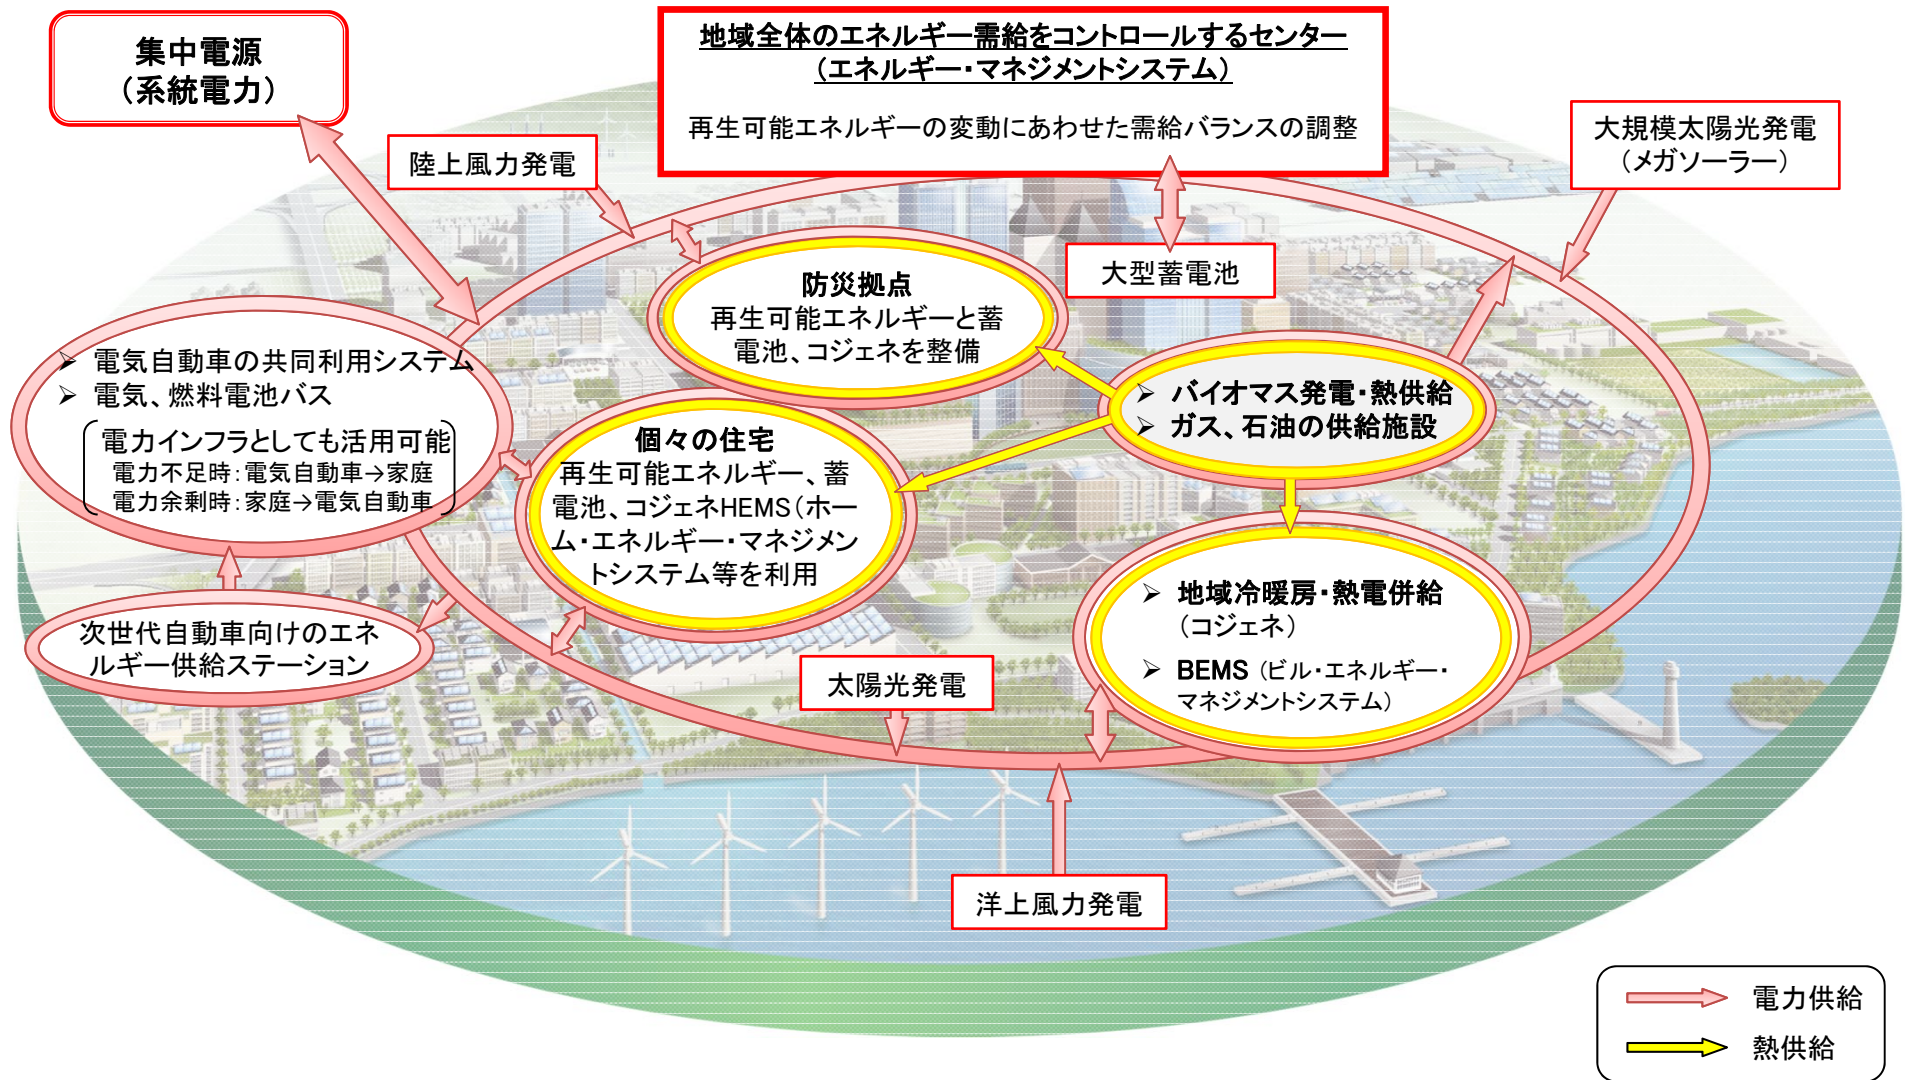 集中電源
（系統電力）
地域全体のエネルギー需給をコントロールするセンター
（エネルギー・マネジメントシステム）
再生可能エネルギーの変動にあわせた需給バランスの調整
陸上風力発電
大規模太陽光発電
（メガソーラー）
大型蓄電池
防災拠点
再生可能エネルギーと蓄
電池、コジェネを整備
➢ 電気自動車の共同利用システム
➢ 電気、燃料電池バス
電力インフラとしても活用可能
電力不足時：電気自動車→家庭
電力余剰時：家庭→電気自動車
➢ バイオマス発電・熱供給
➢ ガス、石油の供給施設
個々の住宅
再生可能エネルギー、蓄
電池、コジェネHEMS（ホー
ム・エネルギー・マネジメン
トシステム等を利用
➢ 地域冷暖房・熱電併給
（コジェネ）
➢ BEMS（ビル・エネルギー・
マネジメントシステム）
次世代自動車向けのエネ
ルギー供給ステーション
太陽光発電
洋上風力発電
電力供給
熱供給